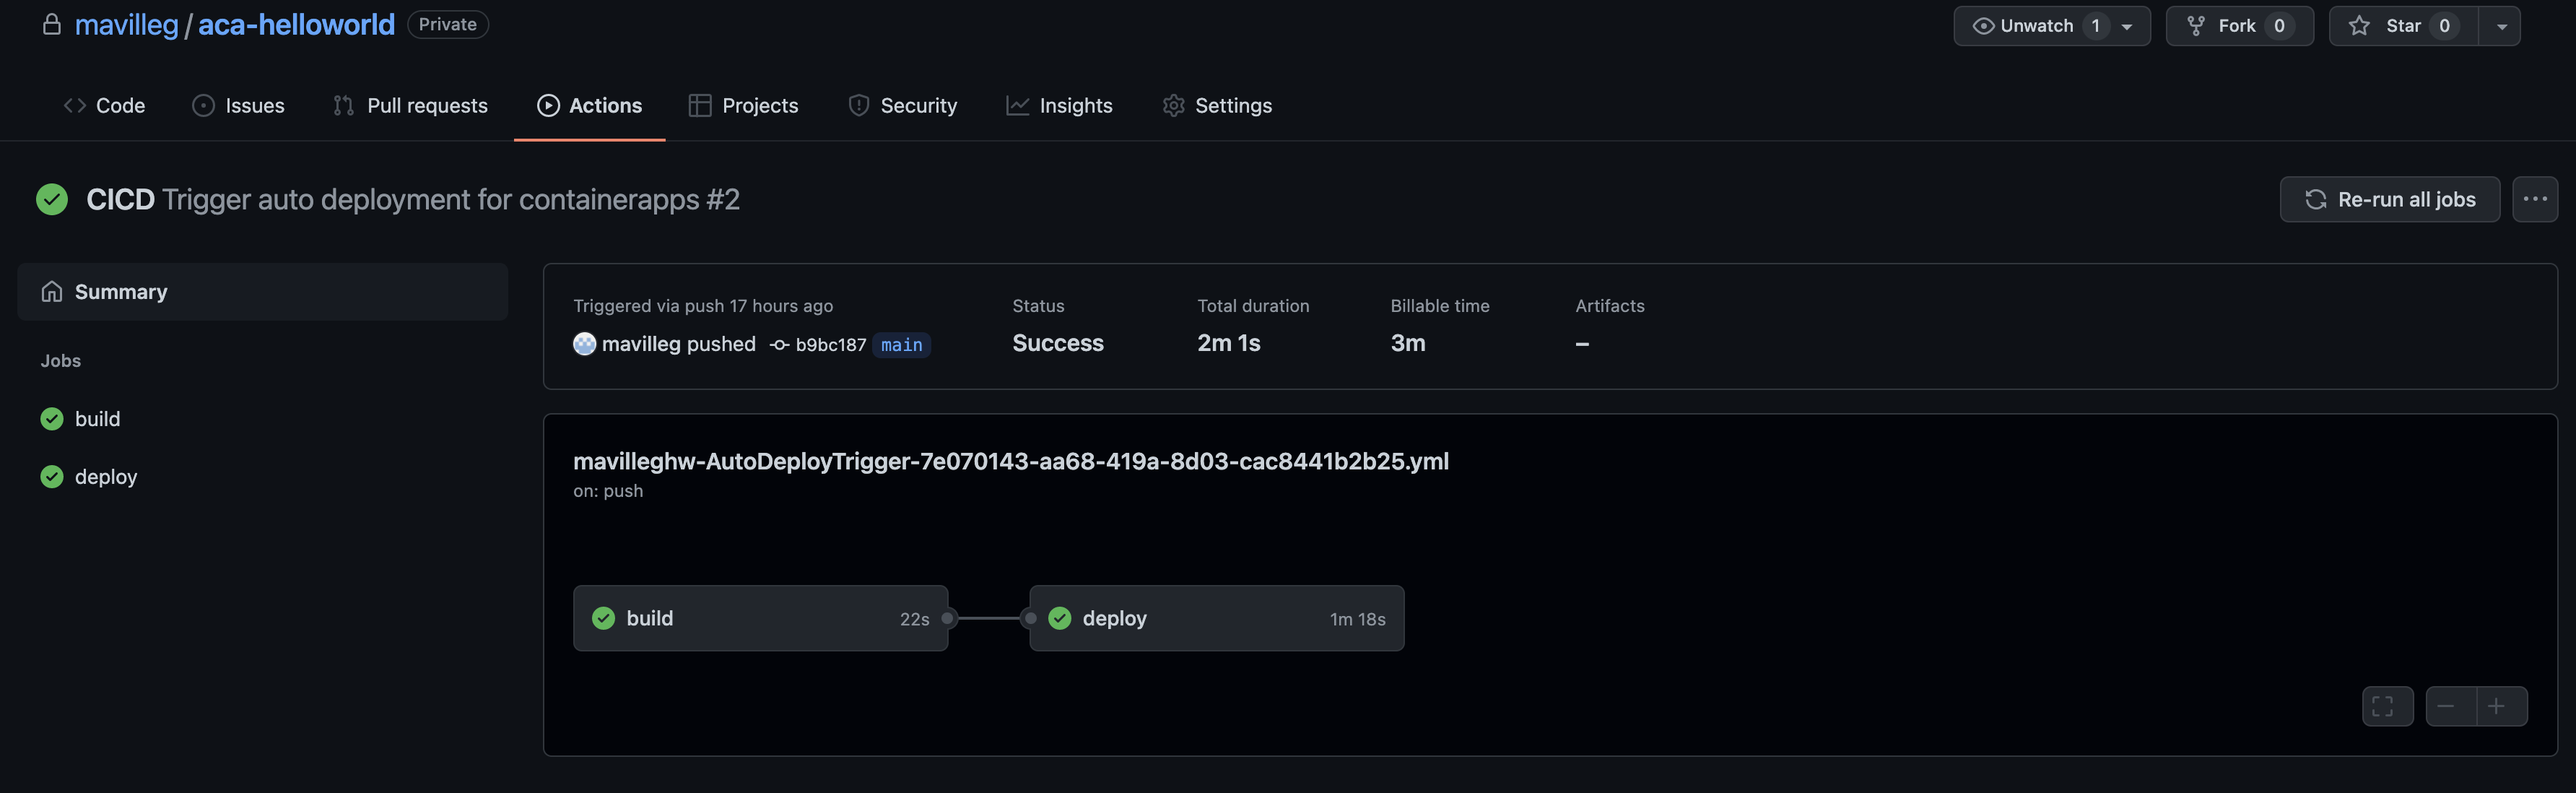 mavilleg / aca-helloworld Private
Unwatch 1
Fork 0
Star 0
Code
Issues
Pull requests
Actions
Projects
Security
Insights
Settings
CICD Trigger auto deployment for containerapps #2
Re-run all jobs
Summary
Jobs
build
deploy
Triggered via push 17 hours ago
mavilleg pushed b9bc187 main
Status
Success
Total duration
2m 1s
Billable time
3m
Artifacts
–
mavilleghw-AutoDeployTrigger-7e070143-aa68-419a-8d03-cac8441b2b25.yml
on: push
build 22s
deploy 1m 18s